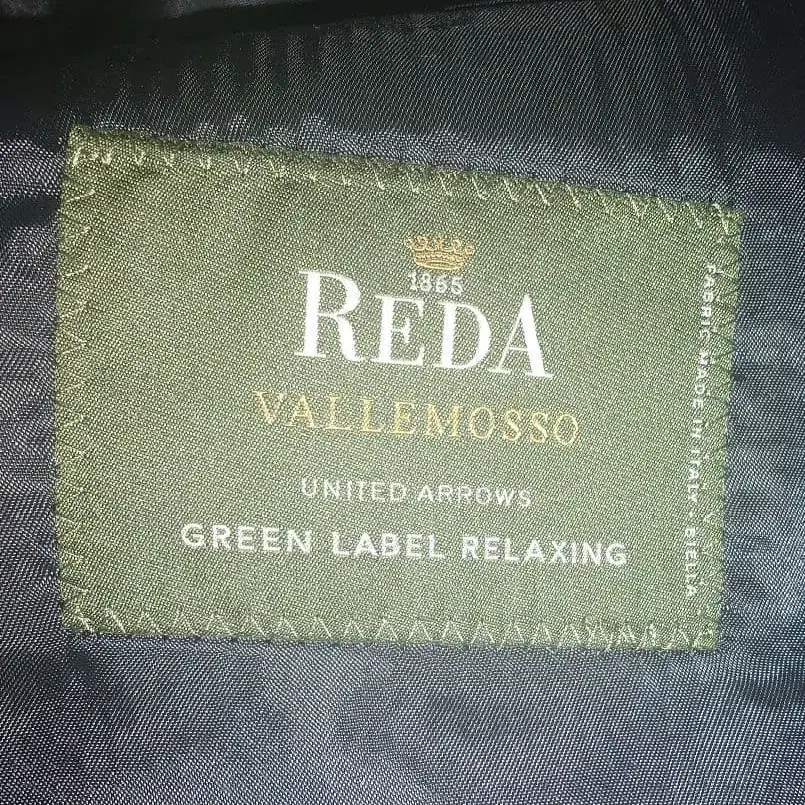 1865
REDA
VALLEMOSSO
UNITED ARROWS
GREEN LABEL RELAXING
FABRIC MADE IN ITALY - BIELLA